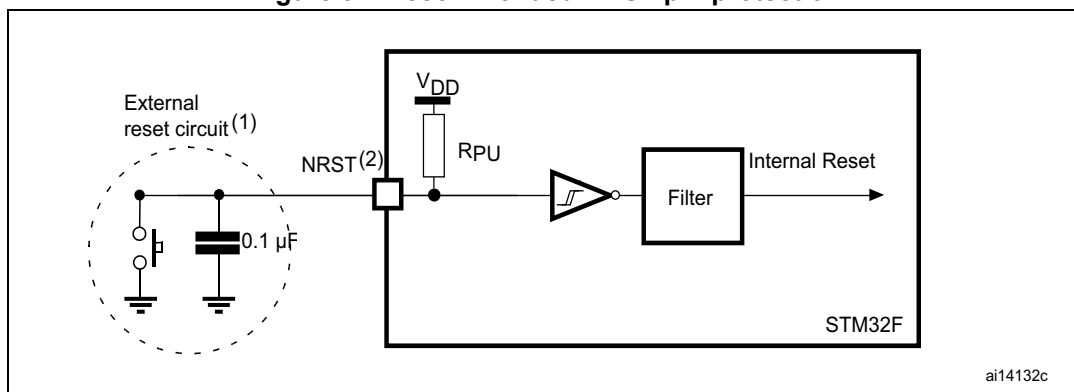 External
reset circuit(1)
NRST(2)
VDD
RPU
0.1 µF
Filter
Internal Reset
STM32F
ai14132c